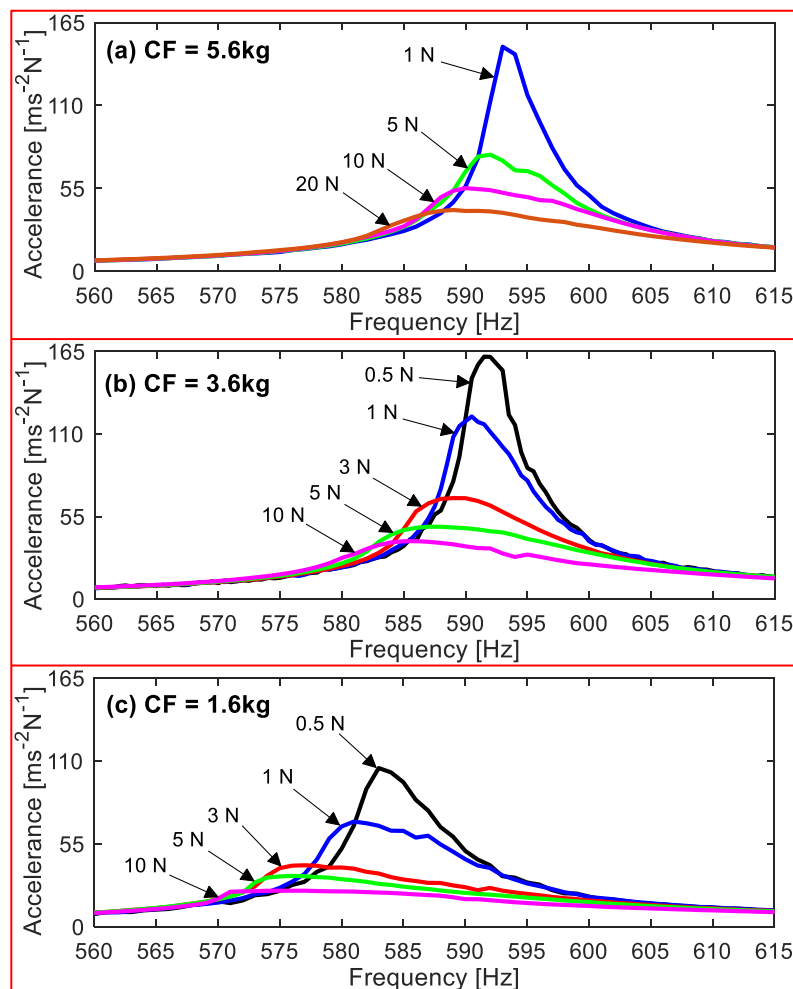 (a) CF = 5.6kg
Accelerance [ms⁻²N⁻¹]
165
110
55
0
1 N
5 N
10 N
20 N
560 565 570 575 580 585 590 595 600 605 610 615
Frequency [Hz]
(b) CF = 3.6kg
Accelerance [ms⁻²N⁻¹]
165
110
55
0
0.5 N
1 N
3 N
5 N
10 N
560 565 570 575 580 585 590 595 600 605 610 615
Frequency [Hz]
(c) CF = 1.6kg
Accelerance [ms⁻²N⁻¹]
165
110
55
0
0.5 N
1 N
3 N
5 N
10 N
560 565 570 575 580 585 590 595 600 605 610 615
Frequency [Hz]